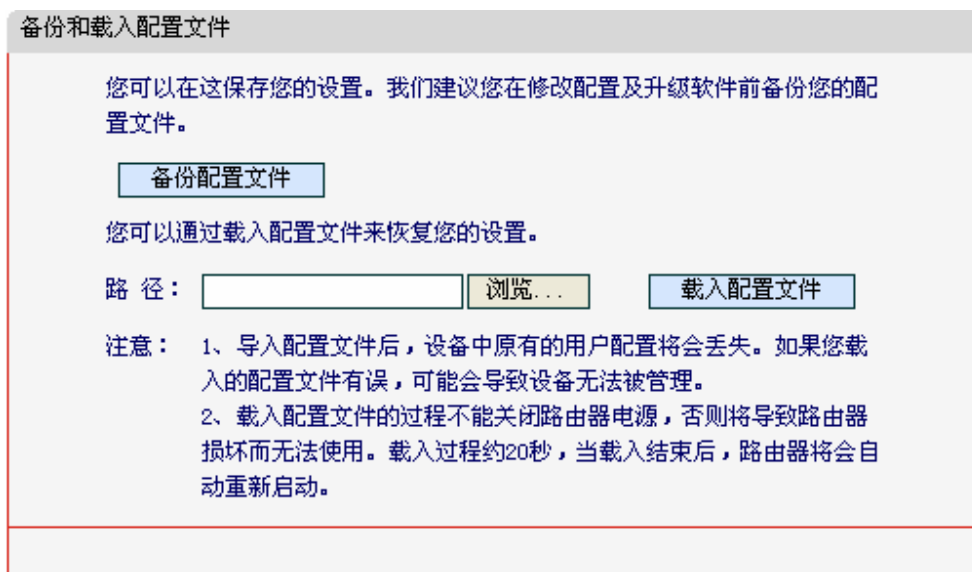 备份和载入配置文件
您可以在这保存您的设置。我们建议您在修改配置及升级软件前备份您的配
置文件。
备份配置文件
您可以通过载入配置文件来恢复您的设置。
路 径： 浏览... 载入配置文件
注意： 1、导入配置文件后，设备中原有的用户配置将会丢失。如果您载
入的配置文件有误，可能会导致设备无法被管理。
2、载入配置文件的过程不能关闭路由器电源，否则将导致路由器
损坏而无法使用。载入过程约20秒，当载入结束后，路由器将会自
动重新启动。